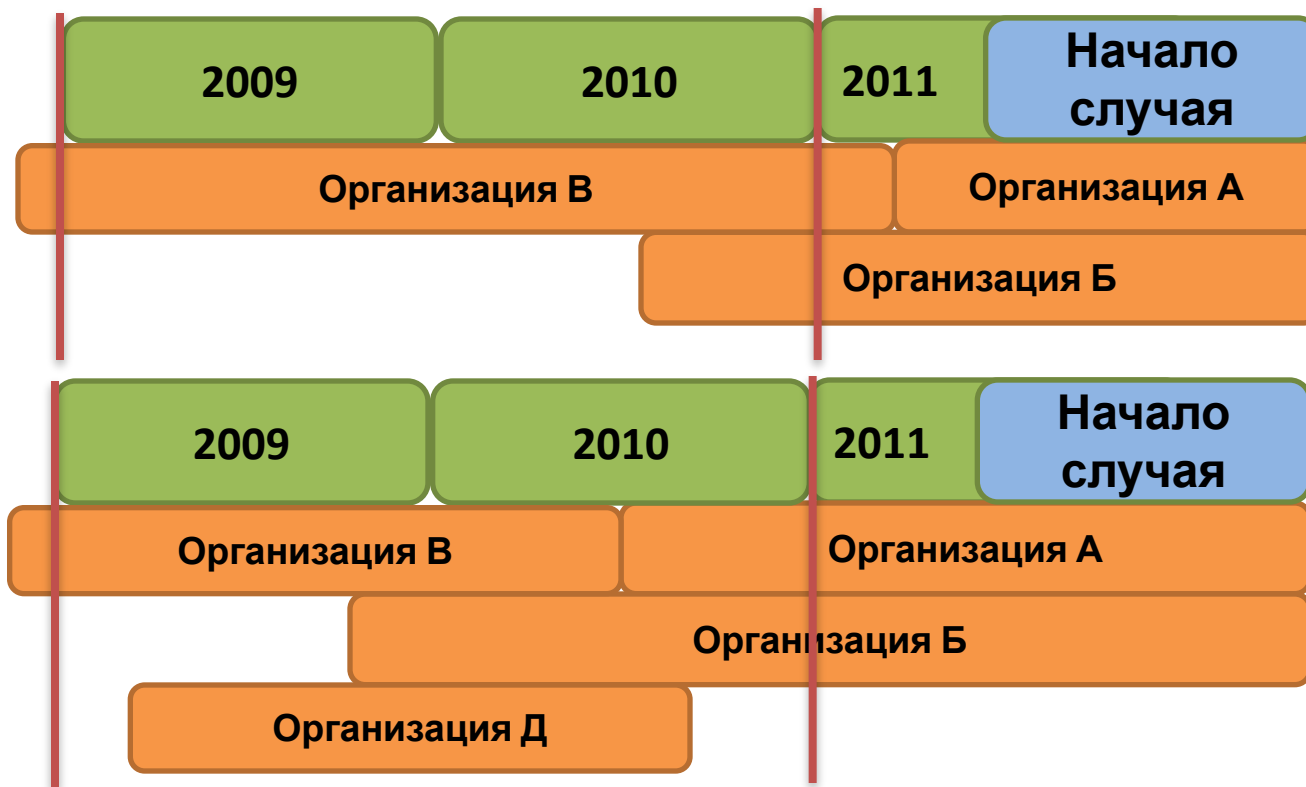 2009
2010
2011
Начало
случая
Организация В
Организация А
Организация Б
2009
2010
2011
Начало
случая
Организация В
Организация А
Организация Б
Организация Д